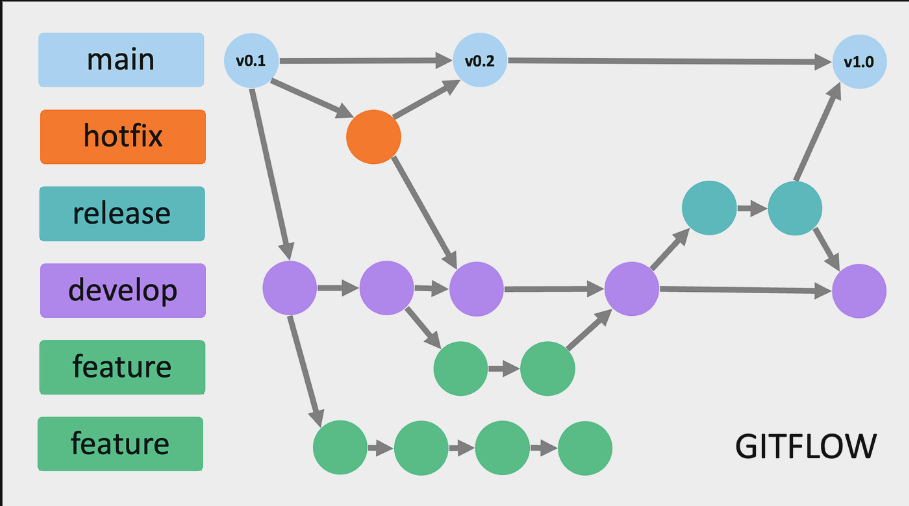 main
v0.1
v0.2
v1.0
hotfix
release
develop
feature
feature
GITFLOW